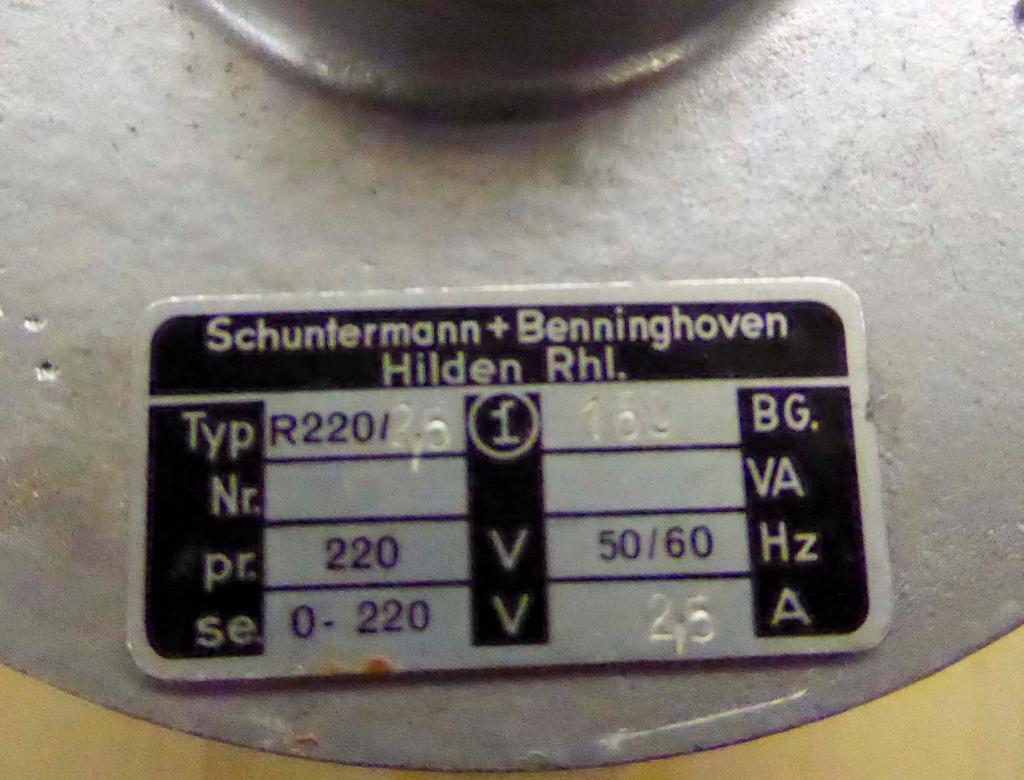 Schuntermann + Benninghoven
Hilden Rhl.
Typ R220/2,5 1 BG.
Nr. VA
pr. 220 V 50/60 Hz
se. 0- 220 V 2,5 A